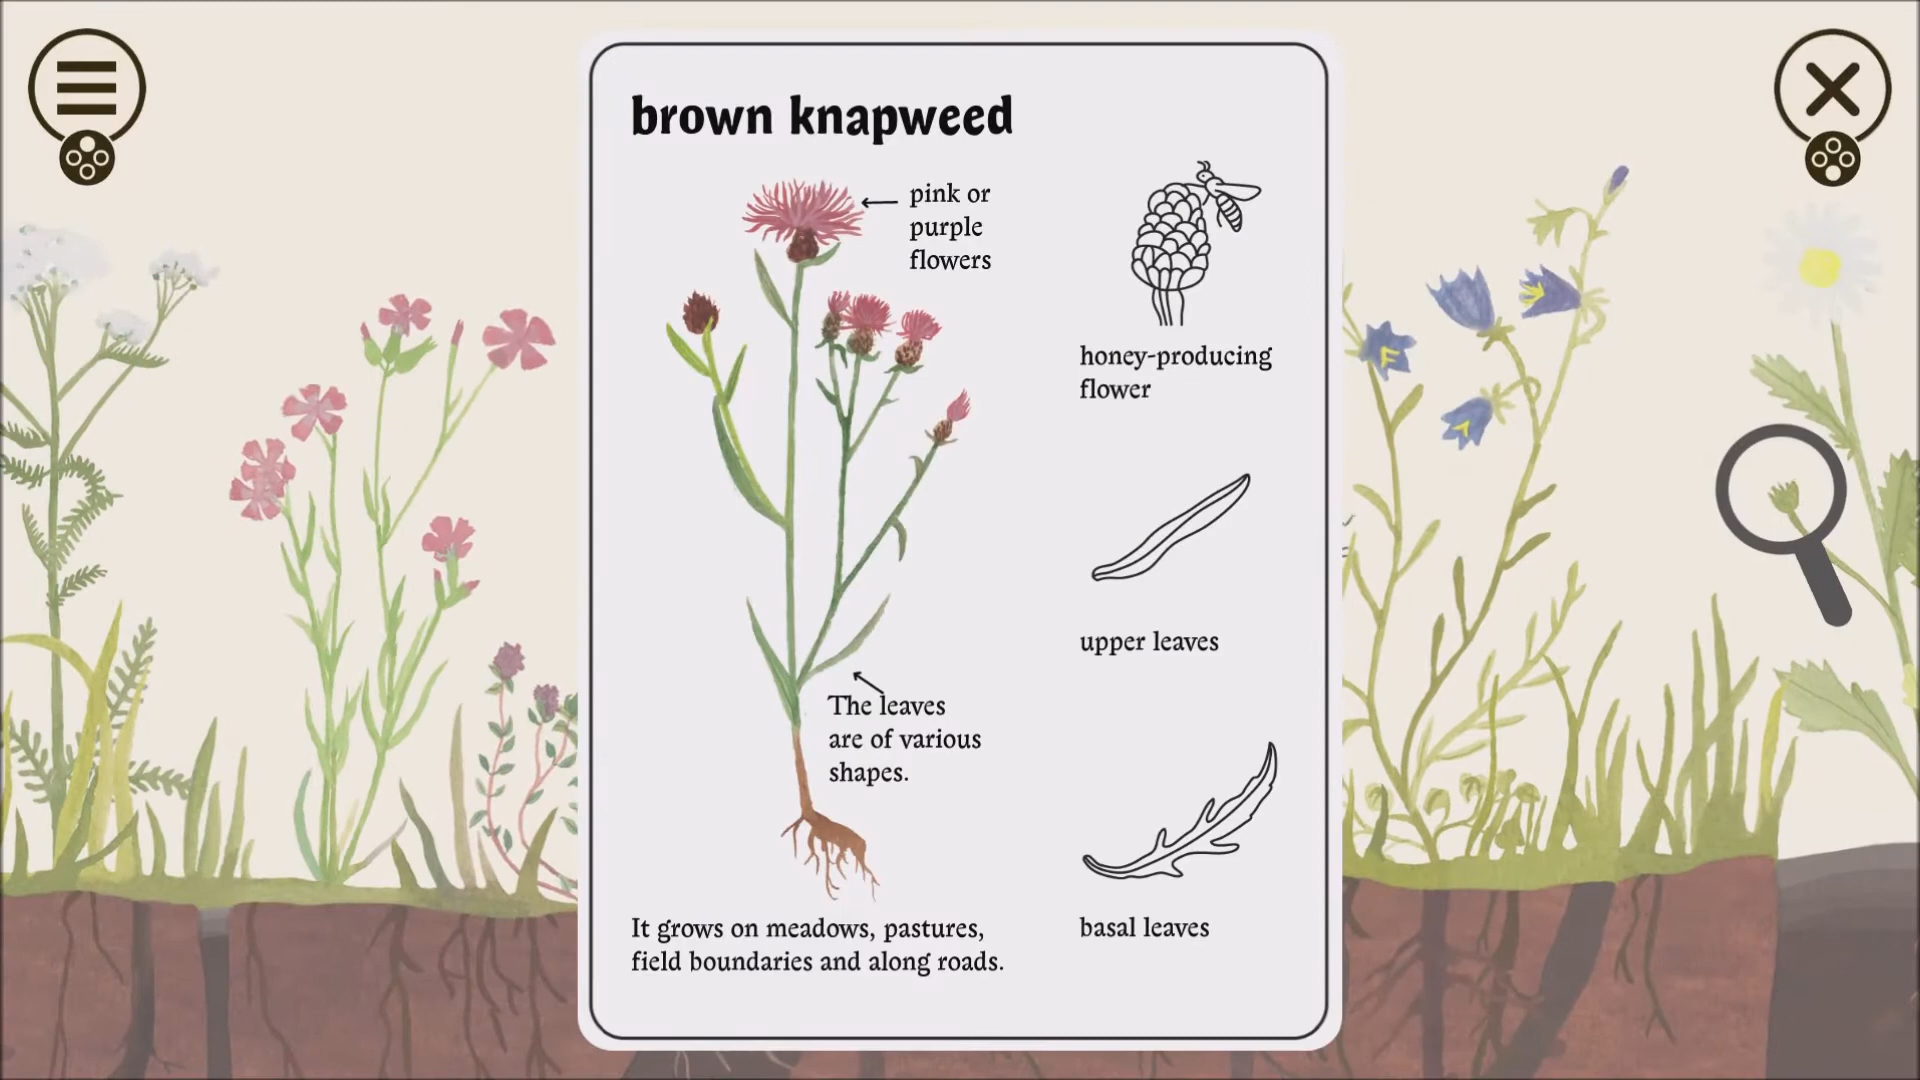 brown knapweed
pink or
purple
flowers
honey-producing
flower
upper leaves
The leaves
are of various
shapes.
basal leaves
It grows on meadows, pastures,
field boundaries and along roads.